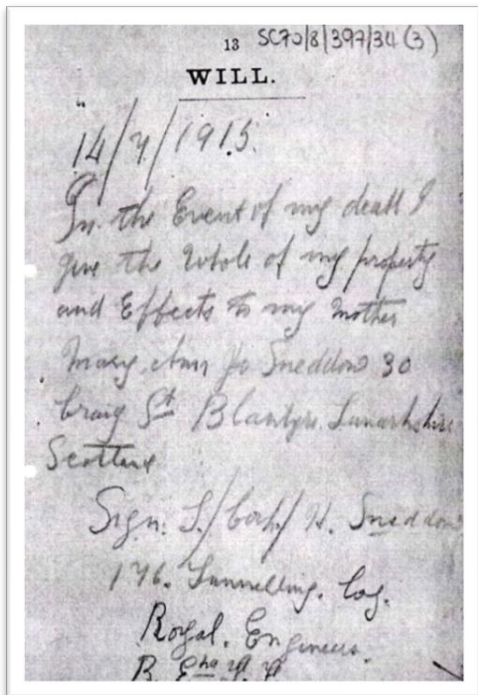 13 SC70/8/397/34 (3)
WILL.
14/7/1915.
In the Event of my death I
give the Whole of my property
and Effects to my Mother
Mary Ann Sneddon 30
Craig St Blantyre. Lanarkshire
Scotland
Sign. L./Corp/ H. Sneddon
176. Tunnelling. Coy.
Royal. Engineers.